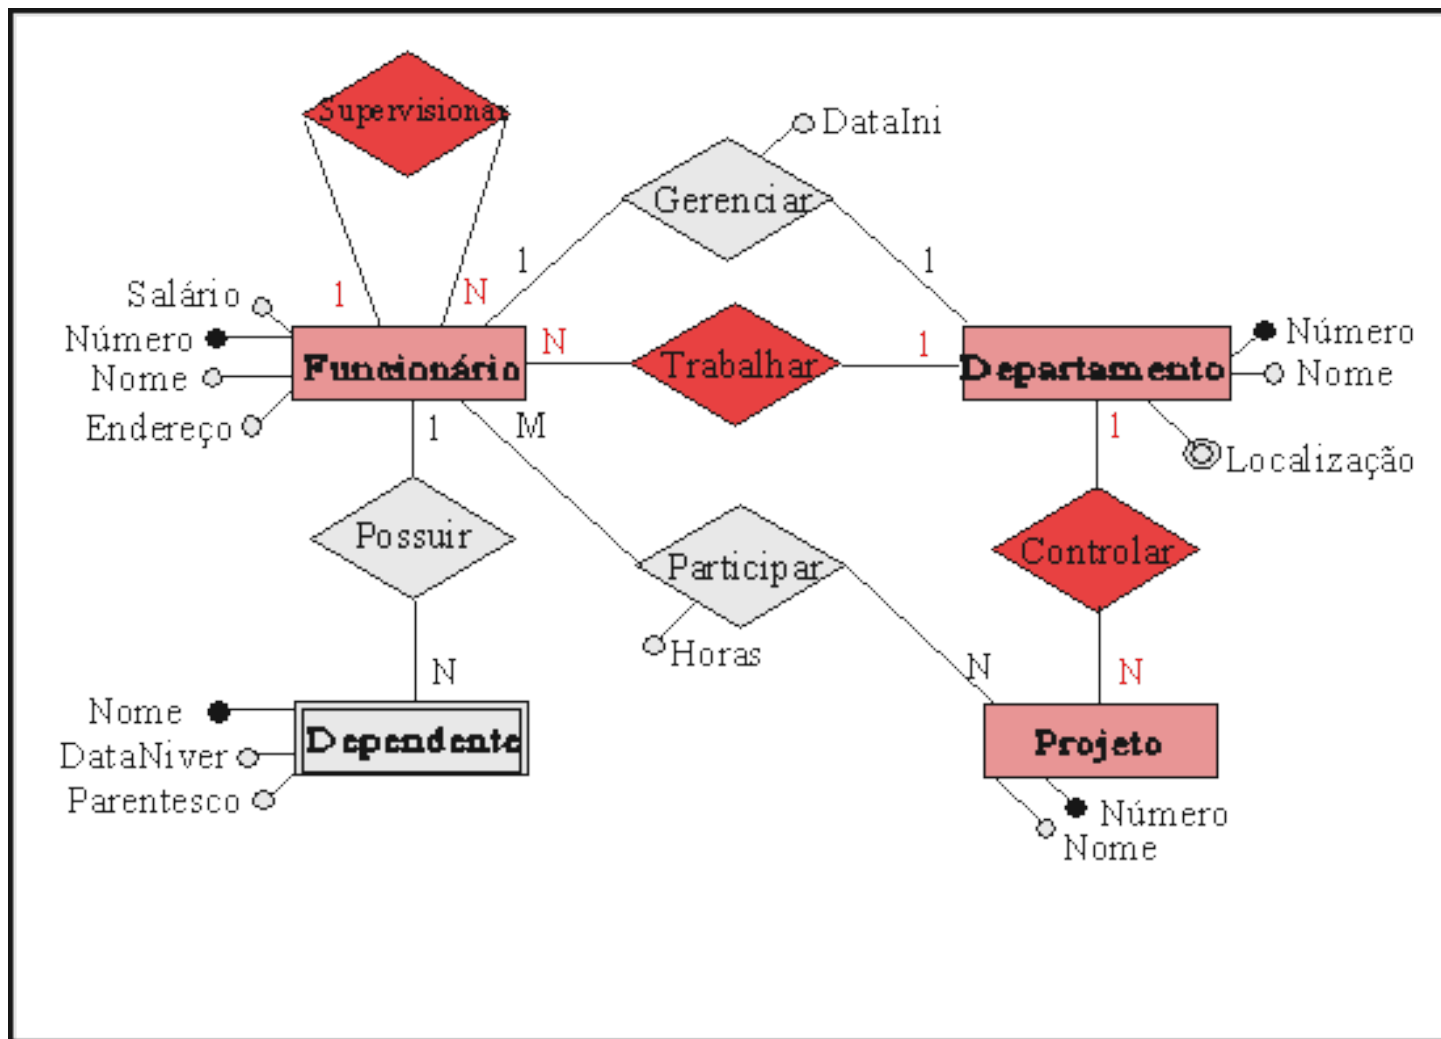 Supervisionar
DataIni
Gerenciar
1
1
Salário
1
N
Número
Nome
Endereço
Funcionário
N
Trabalhar
1
Departamento
Número
Nome
Localização
1
M
1
Possuir
Participar
Controlar
Horas
N
N
N
Nome
DataNiver
Parentesco
Dependente
Projeto
Número
Nome